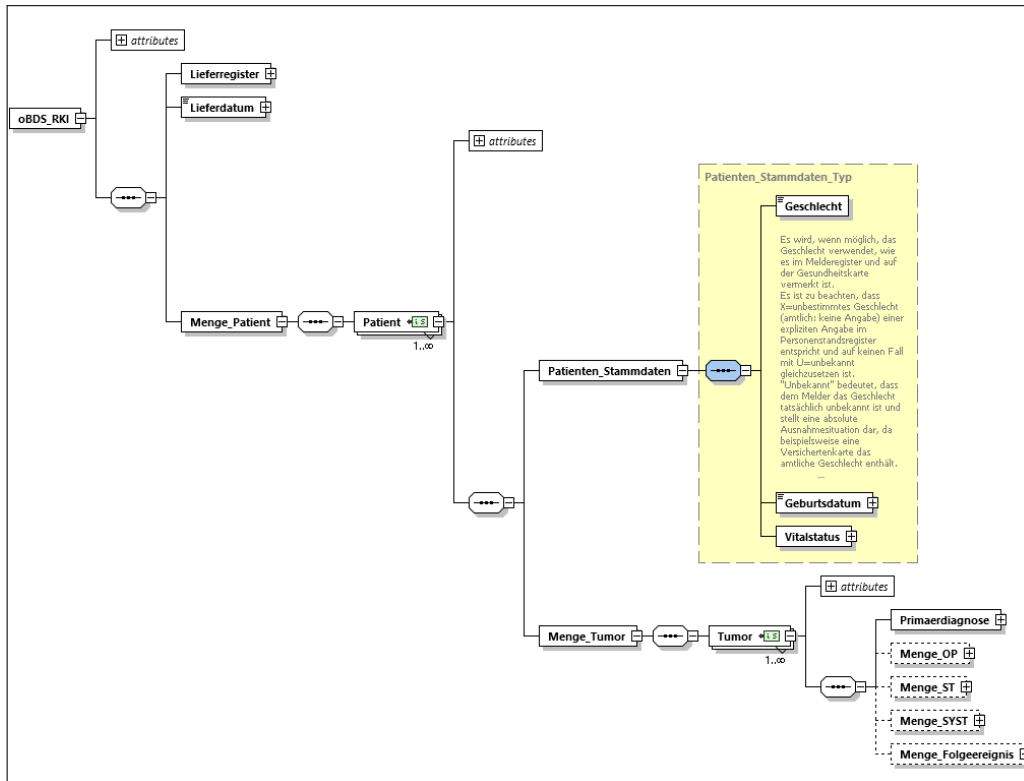 attributes
Lieferregister
Lieferdatum
oBDS_RKI
attributes
Patienten_Stammdaten_Typ
Geschlecht
Es wird, wenn möglich, das
Geschlecht verwendet, wie
es im Melderegister und auf
der Gesundheitskarte
vermerkt ist.
Es ist zu beachten, dass
X=unbestimmtes Geschlecht
(amtlich: keine Angabe) einer
expliziten Angabe im
Personenstandsregister
entspricht und auf keinen Fall
mit U=unbekannt
gleichzusetzen ist.
"Unbekannt" bedeutet, dass
dem Melder das Geschlecht
tatsächlich unbekannt ist und
stellt eine absolute
Ausnahmesituation dar, da
beispielsweise eine
Versichertenkarte das
amtliche Geschlecht enthält.
...
Menge_Patient
Patient
1..∞
Patienten_Stammdaten
Geburtsdatum
Vitalstatus
attributes
Menge_Tumor
Tumor
1..∞
Primaerdiagnose
Menge_OP
Menge_ST
Menge_SYST
Menge_Folgeereignis